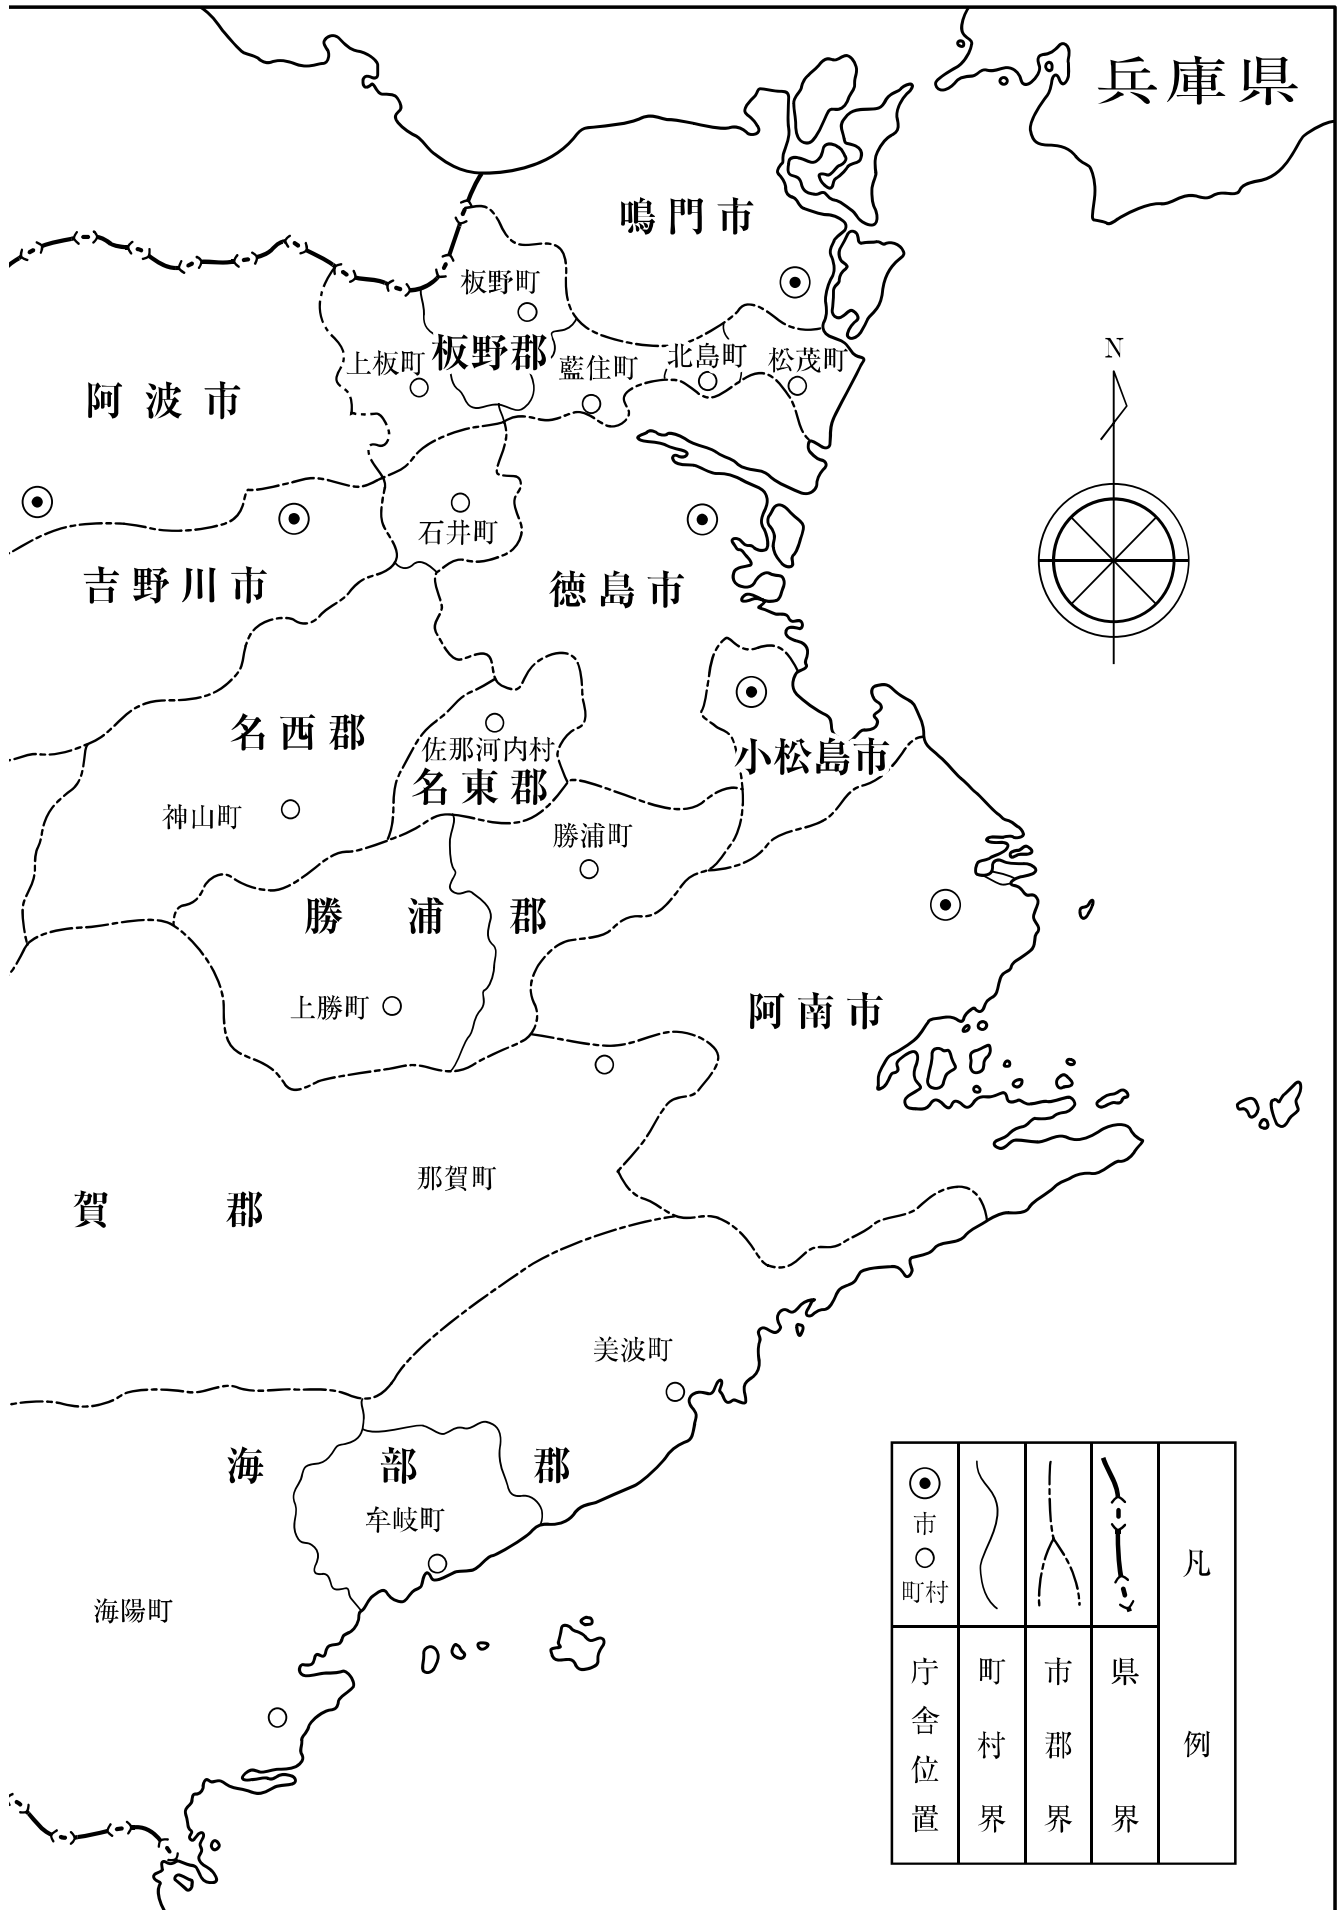 兵庫県
鳴門市
板野町
N
板野郡
上板町
藍住町
北島町
松茂町
阿波市
石井町
吉野川市
徳島市
名西郡
佐那河内村
小松島市
名東郡
神山町
勝浦町
勝浦郡
上勝町
阿南市
那賀町
賀郡
美波町
海部郡
牟岐町
海陽町
凡例
県界
市郡界
町村界
市
町村
庁舎位置